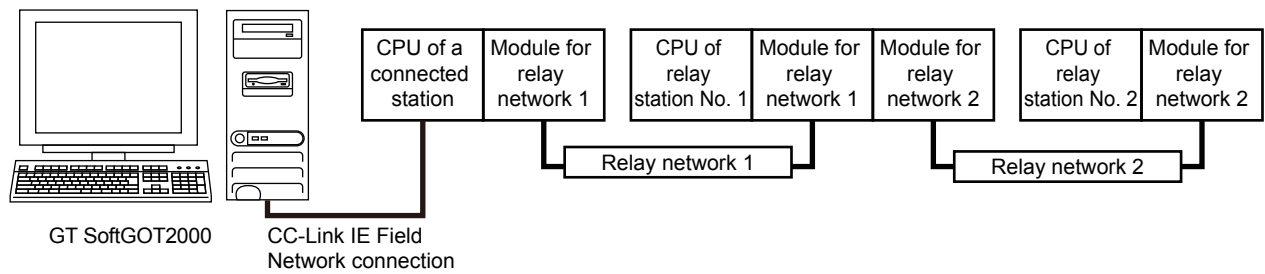 CPU of a
connected
station
Module for
relay
network 1
CPU of
relay
station No. 1
Module for
relay
network 1
Module for
relay
network 2
CPU of
relay
station No. 2
Module for
relay
network 2
Relay network 1
Relay network 2
GT SoftGOT2000
CC-Link IE Field
Network connection